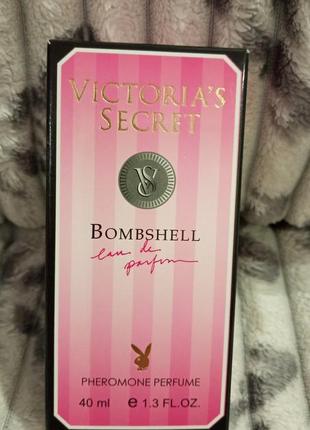 VICTORIA'S
SECRET
VS
BOMBSHELL
eau de
parfum
PHEROMONE PERFUME
40 ml e 1.3 FL.OZ.